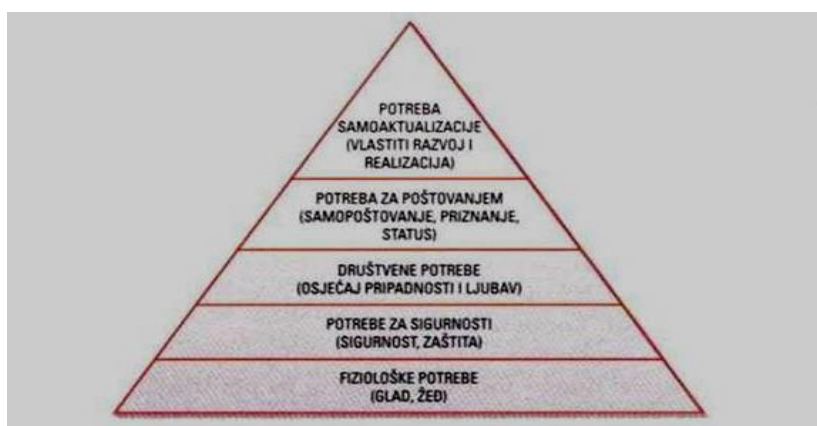 POTREBA
SAMOAKTUALIZACIJE
(VLASTITI RAZVOJ I
REALIZACIJA)
POTREBA ZA POŠTOVANJEM
(SAMOPOŠTOVANJE, PRIZNANJE,
STATUS)
DRUŠTVENE POTREBE
(OSJEĆAJ PRIPADNOSTI I LJUBAV)
POTREBE ZA SIGURNOSTI
(SIGURNOST, ZAŠTITA)
FIZIOLOŠKE POTREBE
(GLAD, ŽEĐ)